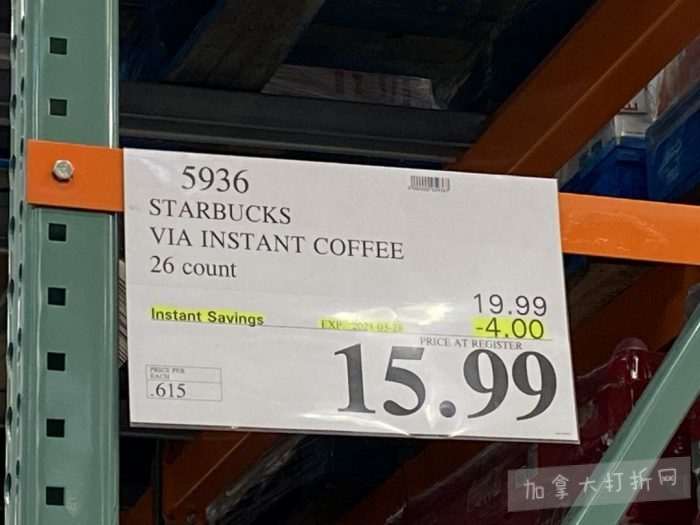 5936
STARBUCKS
VIA INSTANT COFFEE
26 count
19.99
Instant Savings
-4.00
PRICE AT REGISTER
15.99
PRICE PER
EACH
.615
加拿大打折网